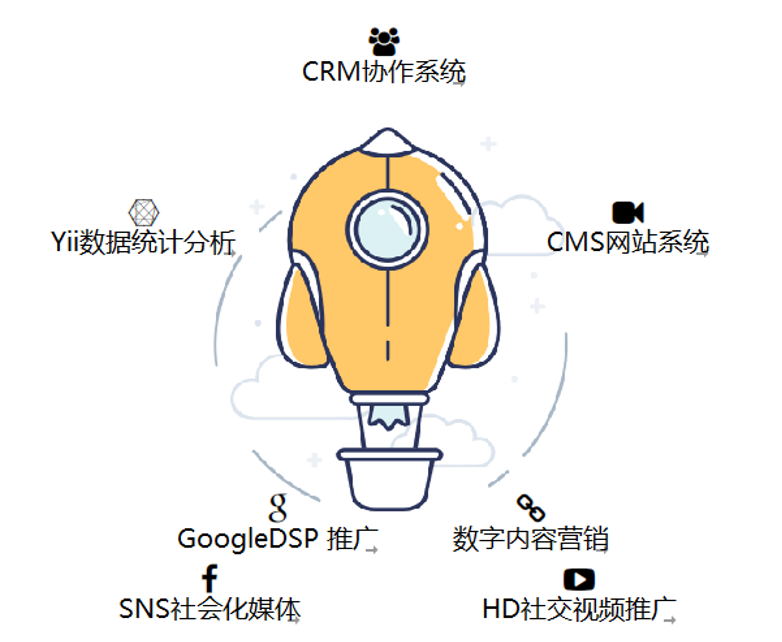 CRM协作系统
Yii数据统计分析
CMS网站系统
GoogleDSP 推广
数字内容营销
SNS社会化媒体
HD社交视频推广